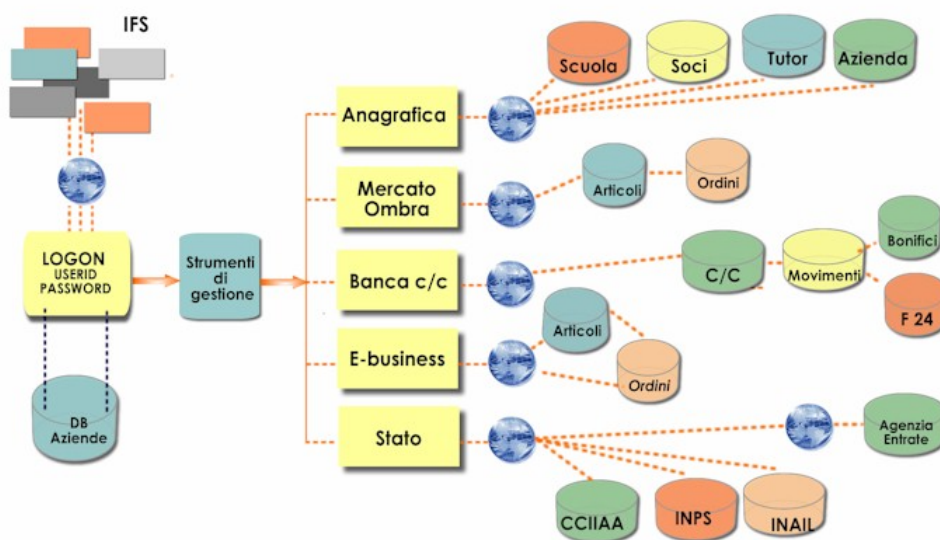 IFS
Scuola
Soci
Tutor
Azienda
Anagrafica
Mercato
Ombra
Articoli
Ordini
LOGON
USERID
PASSWORD
Strumenti
di
gestione
Banca c/c
C/C
Movimenti
Bonifici
F 24
E-business
Articoli
Ordini
DB
Aziende
Stato
Agenzia
Entrate
CCIIAA
INPS
INAIL